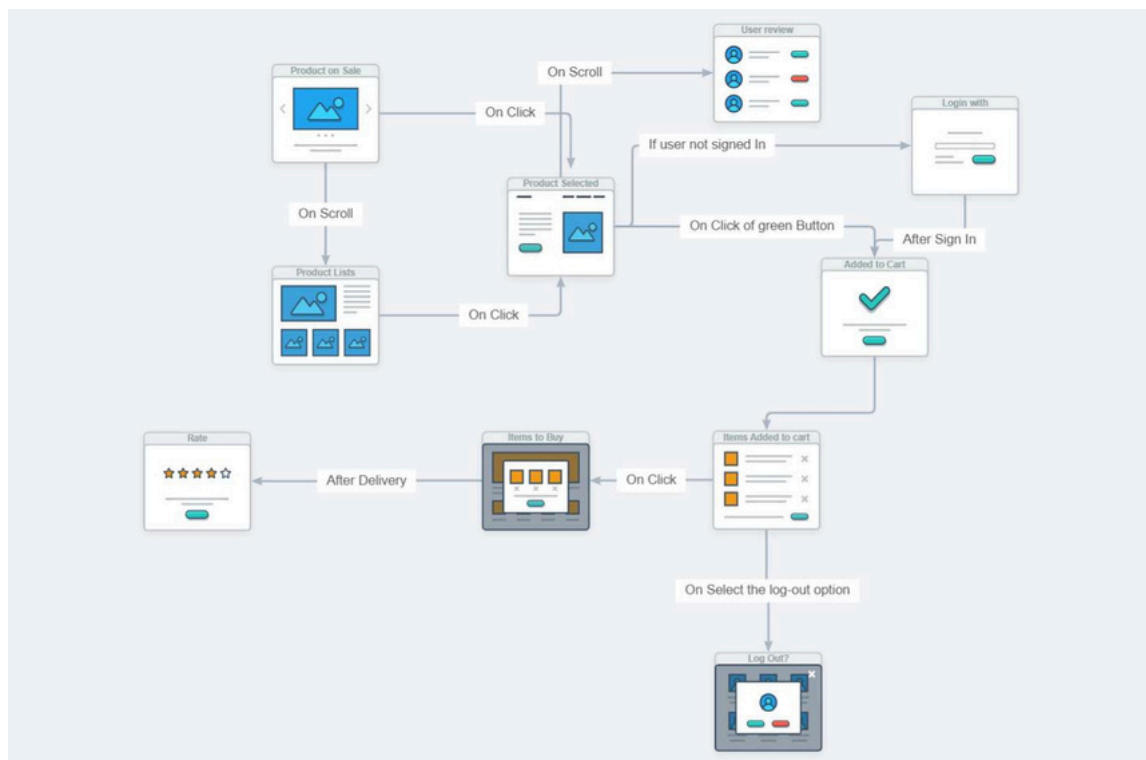 User review
Product on Sale
On Scroll
Login with
On Click
If user not signed In
Product Selected
On Scroll
On Click of green Button
After Sign In
Added to Cart
Product Lists
On Click
Rate
Items to Buy
Items Added to cart
After Delivery
On Click
On Select the log-out option
Log Out?